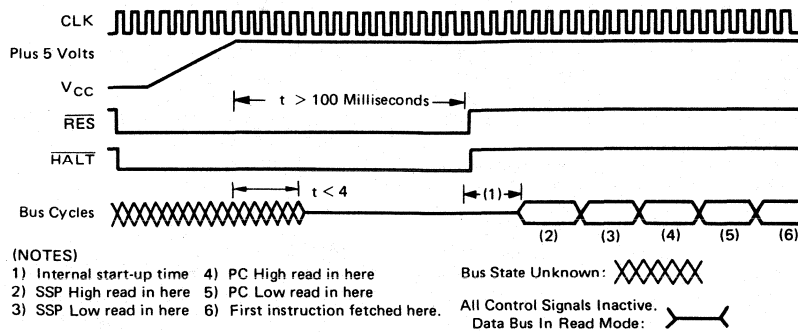 CLK
Plus 5 Volts
VCC
t > 100 Milliseconds
RES
HALT
t < 4
(1)
Bus Cycles
(2) (3) (4) (5) (6)
(NOTES)
1) Internal start-up time 4) PC High read in here
2) SSP High read in here 5) PC Low read in here
3) SSP Low read in here 6) First instruction fetched here.
Bus State Unknown:
All Control Signals Inactive.
Data Bus In Read Mode: